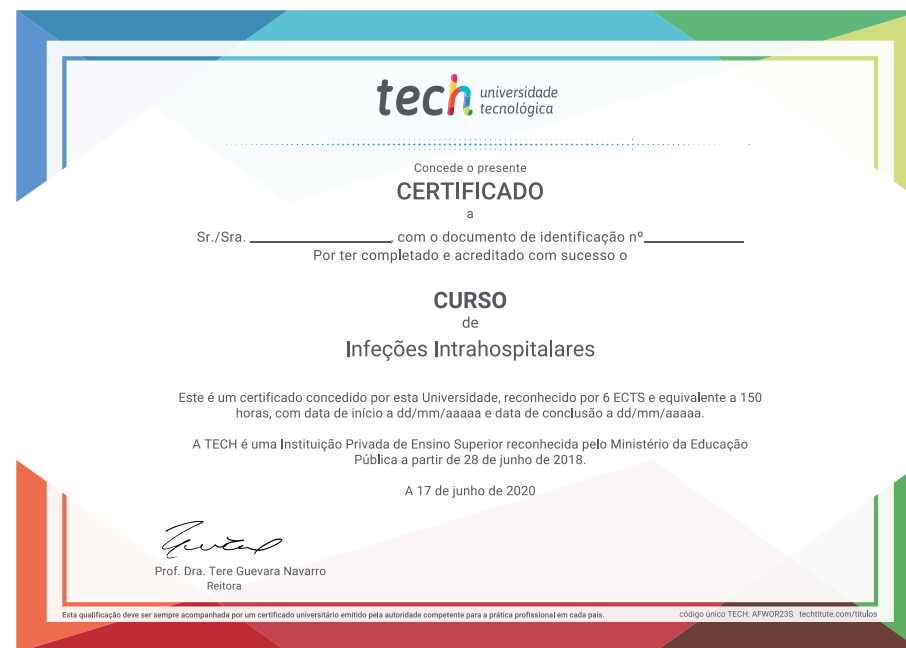 tech universidade
tecnológica
Concede o presente
CERTIFICADO
a
Sr./Sra. ________________, com o documento de identificação nº___________
Por ter completado e acreditado com sucesso o
CURSO
de
Infeções Intrahospitalares
Este é um certificado concedido por esta Universidade, reconhecido por 6 ECTS e equivalente a 150
horas, com data de início a dd/mm/aaaaa e data de conclusão a dd/mm/aaaaa.
A TECH é uma Instituição Privada de Ensino Superior reconhecida pelo Ministério da Educação
Pública a partir de 28 de junho de 2018.
A 17 de junho de 2020
Prof. Dra. Tere Guevara Navarro
Reitora
Esta qualificação deve ser sempre acompanhada por um certificado universitário emitido pela autoridade competente para a prática profissional em cada país.
código único TECH: AFWOR23S techtitute.com/titulos